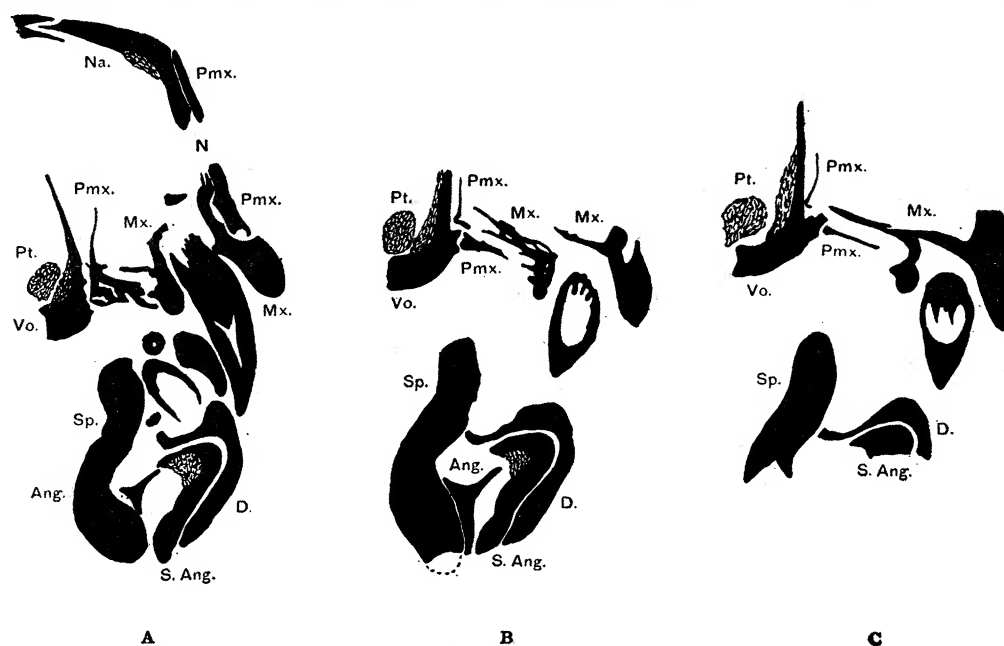 Na.
Pmx.
N
Pmx.
Pmx.
Mx.
Pt.
Vo.
Mx.
Sp.
Ang.
D.
S. Ang.
A
Pt.
Pmx.
Mx.
Mx.
Pmx.
Vo.
Sp.
Ang.
D.
S. Ang.
B
Pt.
Pmx.
Mx.
Pmx.
Vo.
Sp.
D.
S. Ang.
C